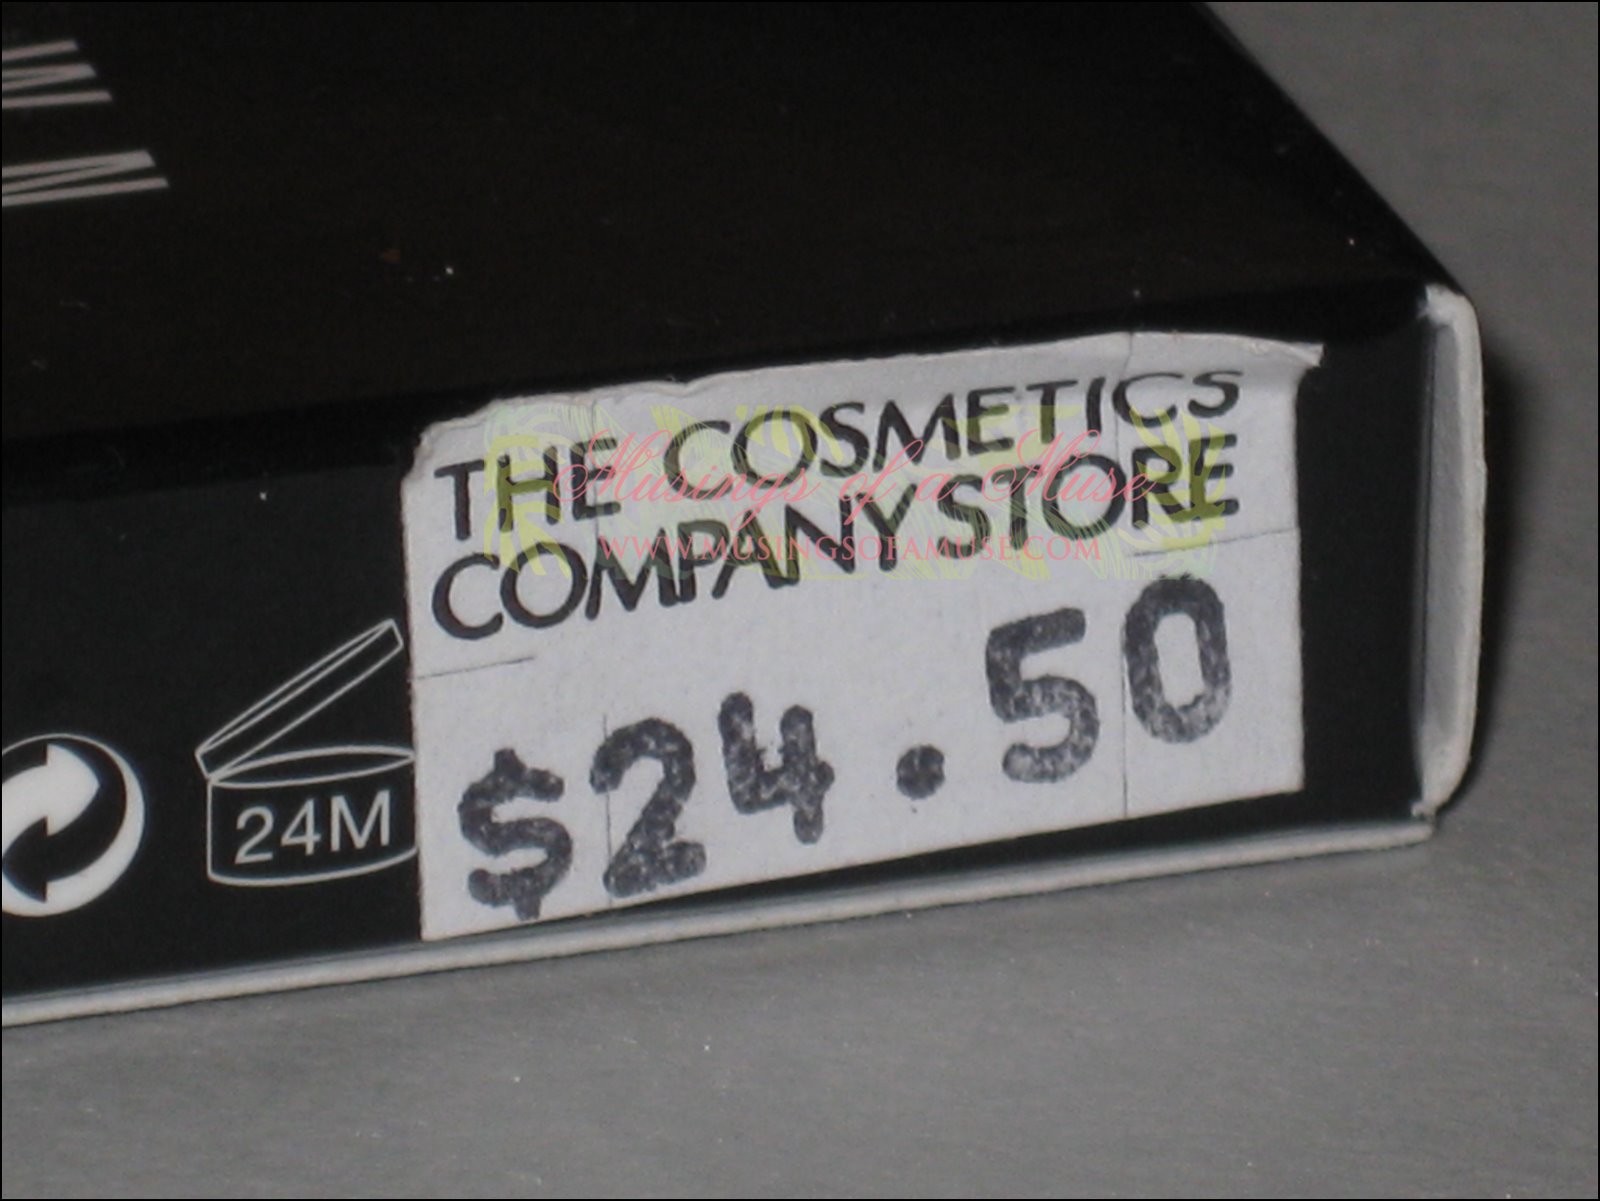 THE COSMETICS
COMPANY STORE
Musings of a Muse
WWW.MUSINGSOFAMUSE.COM
$24.50
24M